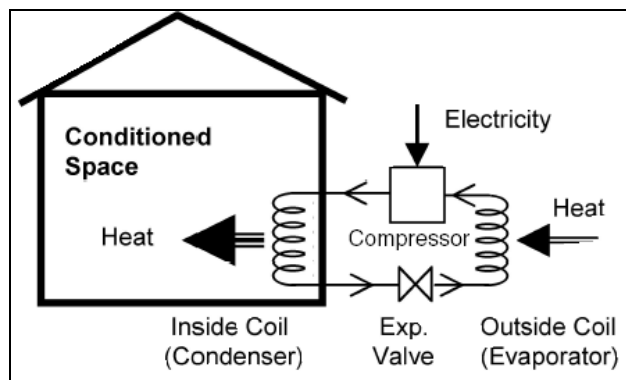 Conditioned
Space
Electricity
Heat
Compressor
Heat
Inside Coil
(Condenser)
Exp.
Valve
Outside Coil
(Evaporator)